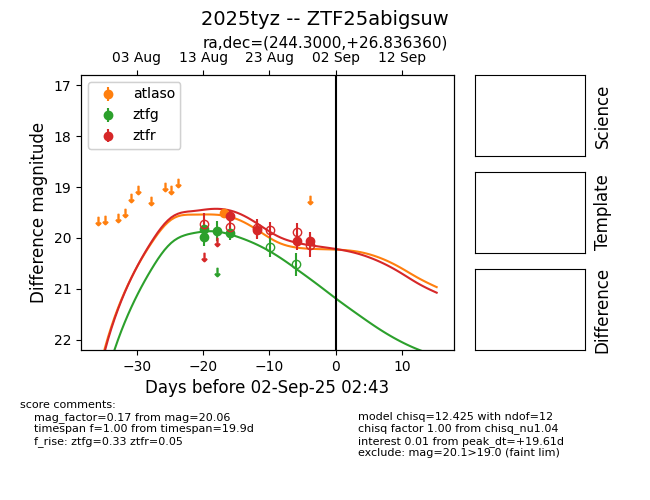 2025tyz -- ZTF25abigsuw
ra,dec=(244.3000,+26.836360)
03 Aug 13 Aug 23 Aug 02 Sep 12 Sep
17
18
19
20
21
22
Difference magnitude
atlaso
ztfg
ztfr
−30 −20 −10 0 10
Days before 02-Sep-25 02:43
Science
Template
Difference
score comments:
mag_factor=0.17 from mag=20.06
timespan f=1.00 from timespan=19.9d
f_rise: ztfg=0.33 ztfr=0.05
model chisq=12.425 with ndof=12
chisq factor 1.00 from chisq_nu1.04
interest 0.01 from peak_dt=+19.61d
exclude: mag=20.1>19.0 (faint lim)